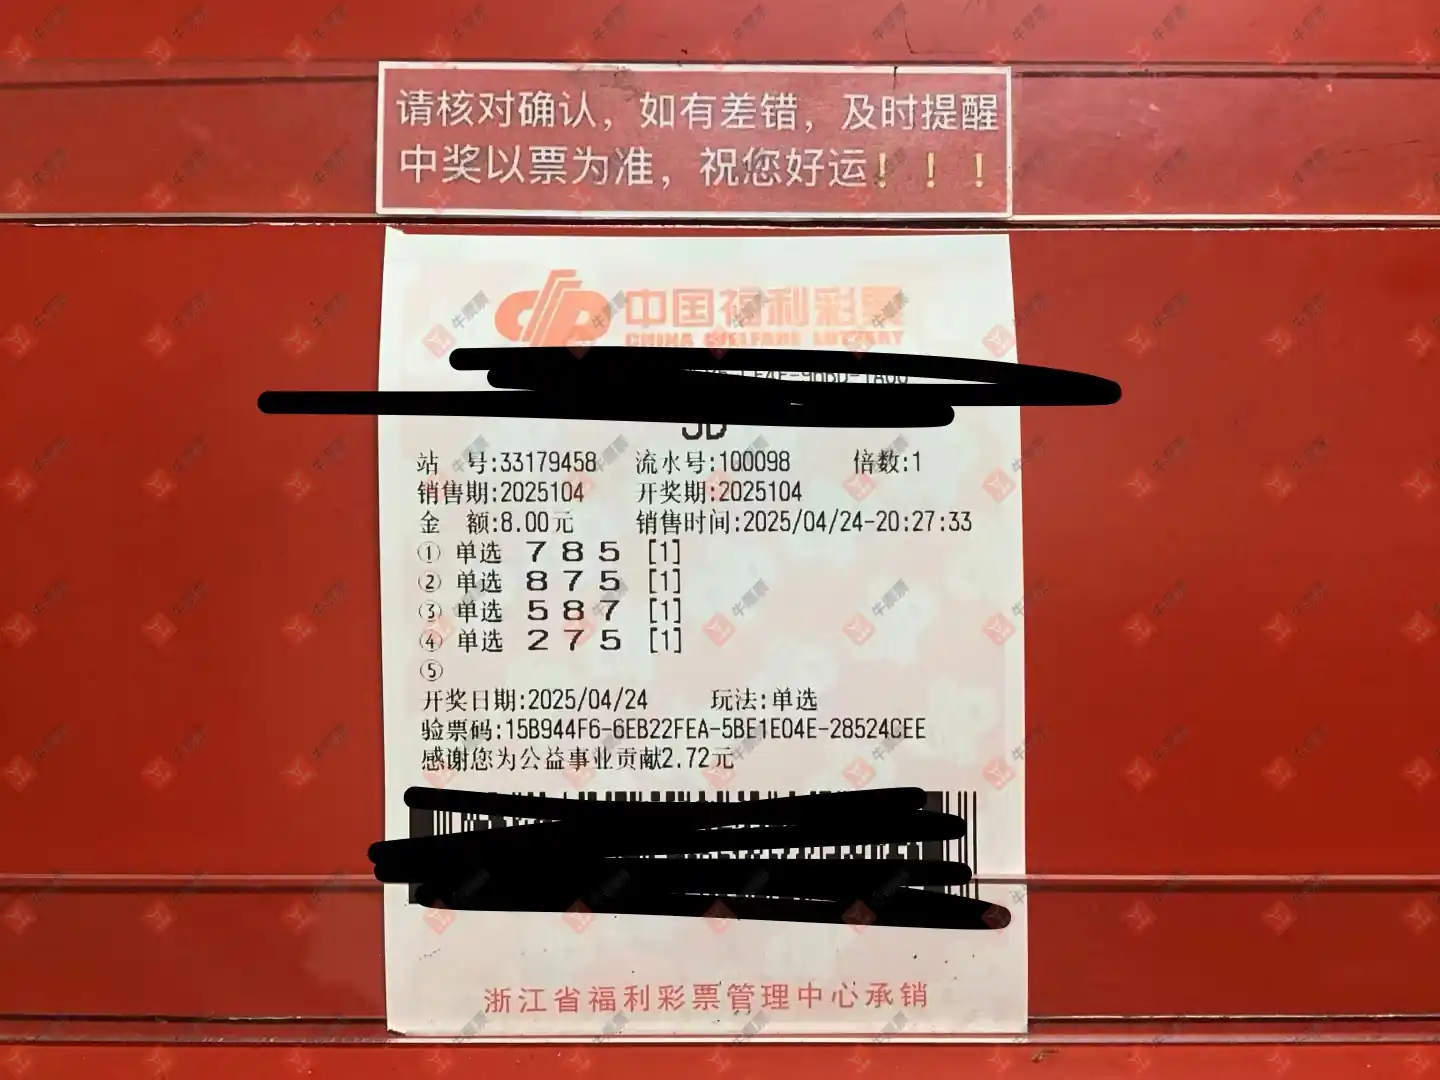 请核对确认，如有差错，及时提醒
中奖以票为准，祝您好运！！！
中国福利彩票
CHINA WELFARE LOTTERY
3D
站 号:33179458 流水号:100098 倍数:1
销售期:2025104 开奖期:2025104
金 额:8.00元 销售时间:2025/04/24-20:27:33
① 单选 7 8 5 [1]
② 单选 8 7 5 [1]
③ 单选 5 8 7 [1]
④ 单选 2 7 5 [1]
⑤
开奖日期:2025/04/24 玩法:单选
验票码:15B944F6-6EB22FEA-5BE1E04E-28524CEE
感谢您为公益事业贡献2.72元
浙江省福利彩票管理中心承销